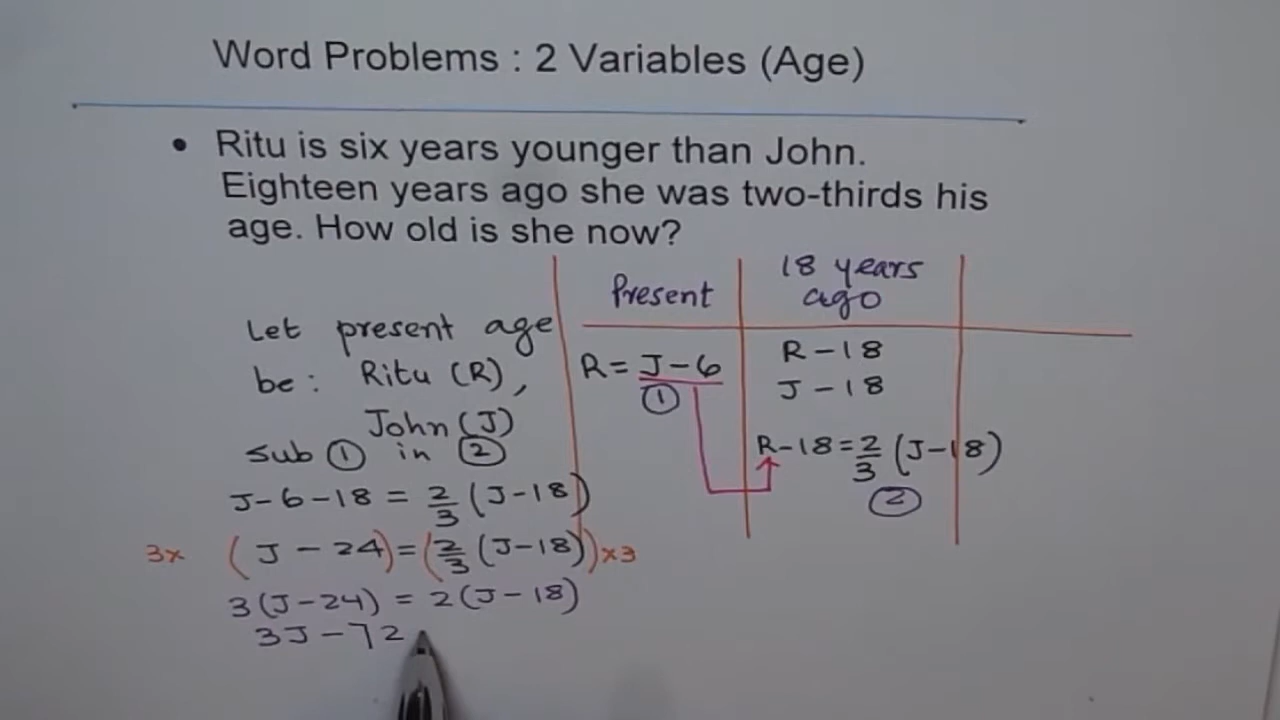 Word Problems : 2 Variables (Age)
• Ritu is six years younger than John.
Eighteen years ago she was two-thirds his
age. How old is she now?
Present
18 years
ago
Let present age
be: Ritu (R),
John (J)
R = J - 6
①
R - 18
J - 18
R - 18 = 2/3 (J - 18)
②
Sub ① in ②
J - 6 - 18 = 2/3 (J - 18)
3x (J - 24) = (2/3 (J - 18)) x3
3(J - 24) = 2(J - 18)
3J - 72